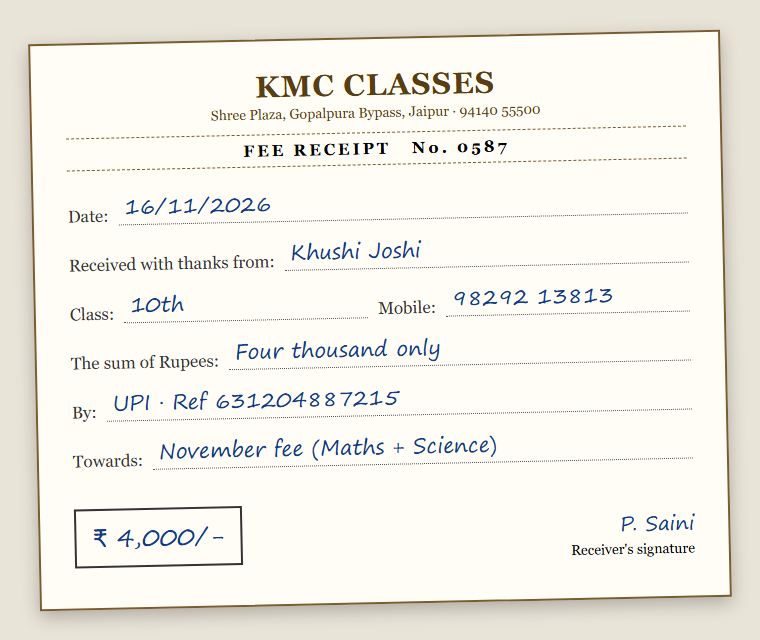 KMC CLASSES
Shree Plaza, Gopalpura Bypass, Jaipur · 94140 55500
FEE RECEIPT No. 0587
Date: 16/11/2026
Received with thanks from: Khushi Joshi
Class: 10th Mobile: 98292 13813
The sum of Rupees: Four thousand only
By: UPI · Ref 631204887215
Towards: November fee (Maths + Science)
₹ 4,000/-
P. Saini
Receiver's signature